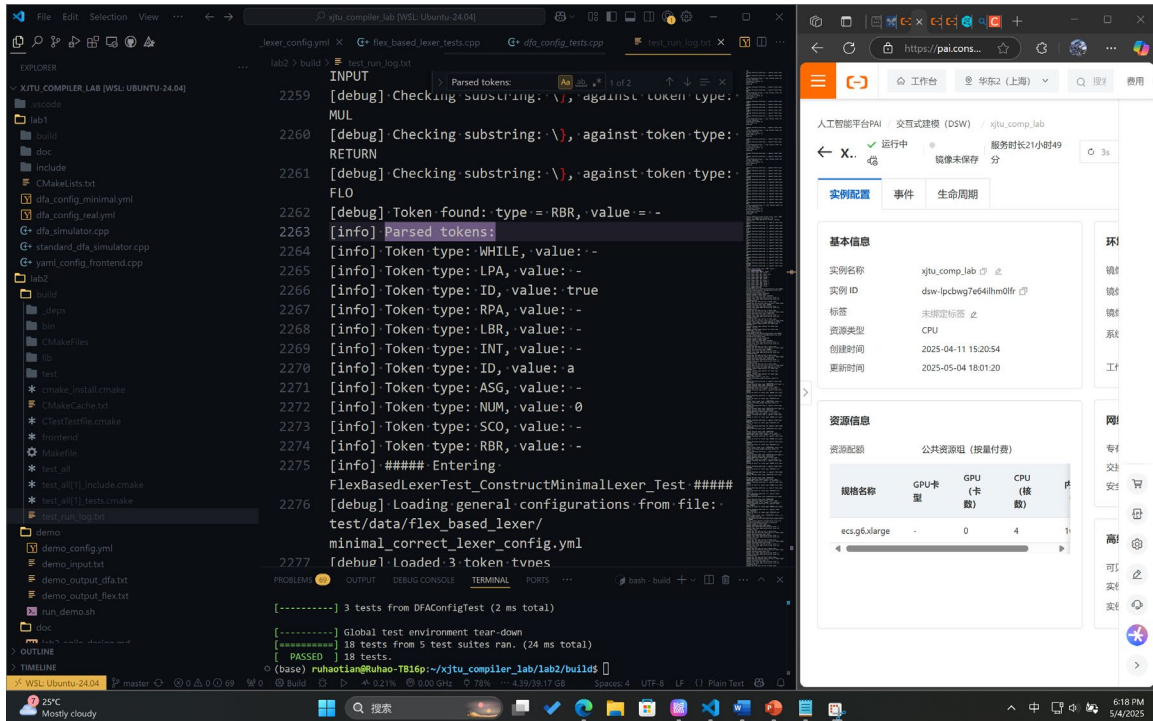 File Edit Selection View ···
xjtu_compiler_lab [WSL: Ubuntu-24.04]
EXPLORER
XJTU_COMPILER_LAB [WSL: UBUNTU-24.04]
.vscode
lab1
build
doc
include
CMakeLists.txt
dfa_config_minimal.yml
dfa_config_real.yml
dfa_simulator.cpp
standard_dfa_simulator.cpp
yaml_config_frontend.cpp
lab2
build
_deps
bin
CMakeFiles
lib
test
cmake_install.cmake
CMakeCache.txt
CTestTestfile.cmake
frontend
Makefile
test_all
test_all[1]_include.cmake
test_all[1]_tests.cmake
test_run_log.txt
demo
demo_config.yml
demo_input.txt
demo_output_dfa.txt
demo_output_flex.txt
run_demo.sh
doc
OUTLINE
TIMELINE
_lexer_config.yml
flex_based_lexer_tests.cpp
dfa_config_tests.cpp
test_run_log.txt
lab2 > build > test_run_log.txt
Parsed tokens:
Aa ab 1 of 2
INPUT
2259 [debug] Checking substring: \}, against token type:
MUL
2260 [debug] Checking substring: \}, against token type:
RETURN
2261 [debug] Checking substring: \}, against token type:
FLO
2262 [debug] Token found: type = RBR, value = -
2263 [info] Parsed tokens:
2264 [info] Token type: WHILE, value: -
2265 [info] Token type: LPA, value: -
2266 [info] Token type: ID, value: true
2267 [info] Token type: RPA, value: -
2268 [info] Token type: LBR, value: -
2269 [info] Token type: INT, value: -
2270 [info] Token type: ID, value: a
2271 [info] Token type: ASG, value: -
2272 [info] Token type: NUM, value: 0
2273 [info] Token type: SCO, value: -
2274 [info] Token type: RBR, value: -
2275 [info] ##### Entering
FlexBasedLexerTest_ConstructMinimalLexer_Test #####
2276 [debug] Loading general configurations from file:
test/data/flex_based_lexer/
minimal_correct_lexer_config.yml
2277 [debug] Loaded 3 token types
PROBLEMS 69 OUTPUT DEBUG CONSOLE TERMINAL PORTS ··· bash - build
[----------] 3 tests from DFAConfigTest (2 ms total)
[----------] Global test environment tear-down
[==========] 18 tests from 5 test suites ran. (24 ms total)
[ PASSED ] 18 tests.
(base) ruhaotian@Ruhao-TB16p:~/xjtu_compiler_lab/lab2/build$
WSL: Ubuntu-24.04 master 0 0 69 0 Build 0.21% 0.00 GHz 78% 4.39/39.17 GB Spaces: 4 UTF-8 LF Plain Text
https://pai.cons...
工作台 华东2（上海） 费用
人工智能平台PAI / 交互式建模（DSW） / xjtu_comp_lab
X.. 运行中 镜像未保存 服务时长21小时49分 3s
实例配置 事件 生命周期
基本信息
实例名称 xjtu_comp_lab
实例 ID dsw-lpcbwg7e64ilhm0lfr
标签 未绑定标签
资源类型 CPU
创建时间 2025-04-11 15:20:54
更新时间 2025-05-04 18:01:20
资源信息
资源配额 公共资源组（按量付费）
规格名称 GPU卡型 GPU（卡数） CPU（核数）
ecs.g6.xlarge - 0 4
7 25°C
Mostly cloudy
搜索
中
6:18 PM
5/4/2025